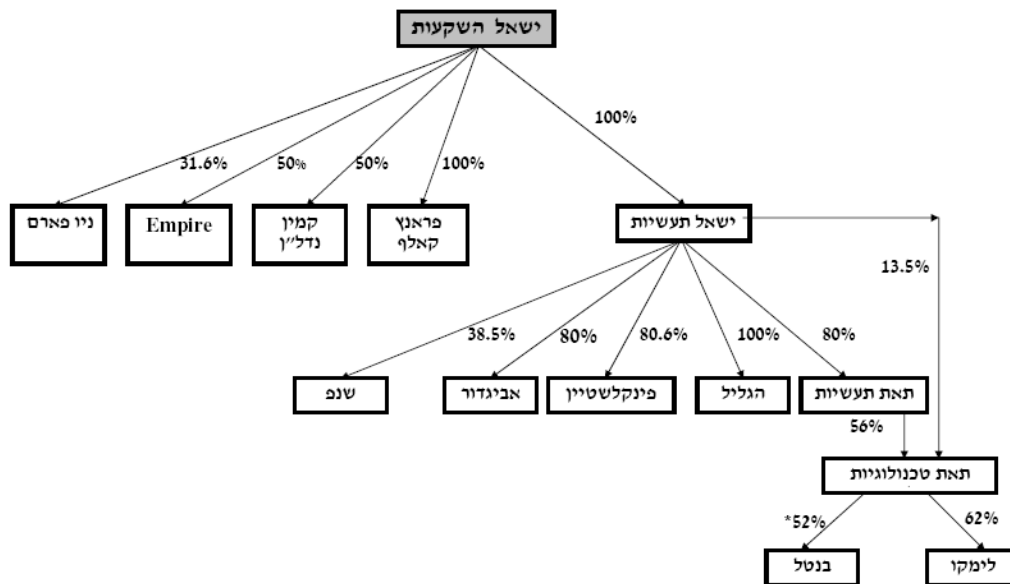 ישאל השקעות
100%
31.6%
50%
50%
100%
ניו פארם
Empire
קמין
נדל"ן
פראנץ
קאלף
ישאל תעשיות
13.5%
38.5%
80%
80.6%
100%
80%
שנפ
אביגדור
פינקלשטיין
הגליל
תאת תעשיות
56%
תאת טכנולוגיות
*52%
62%
בנטל
לימקו